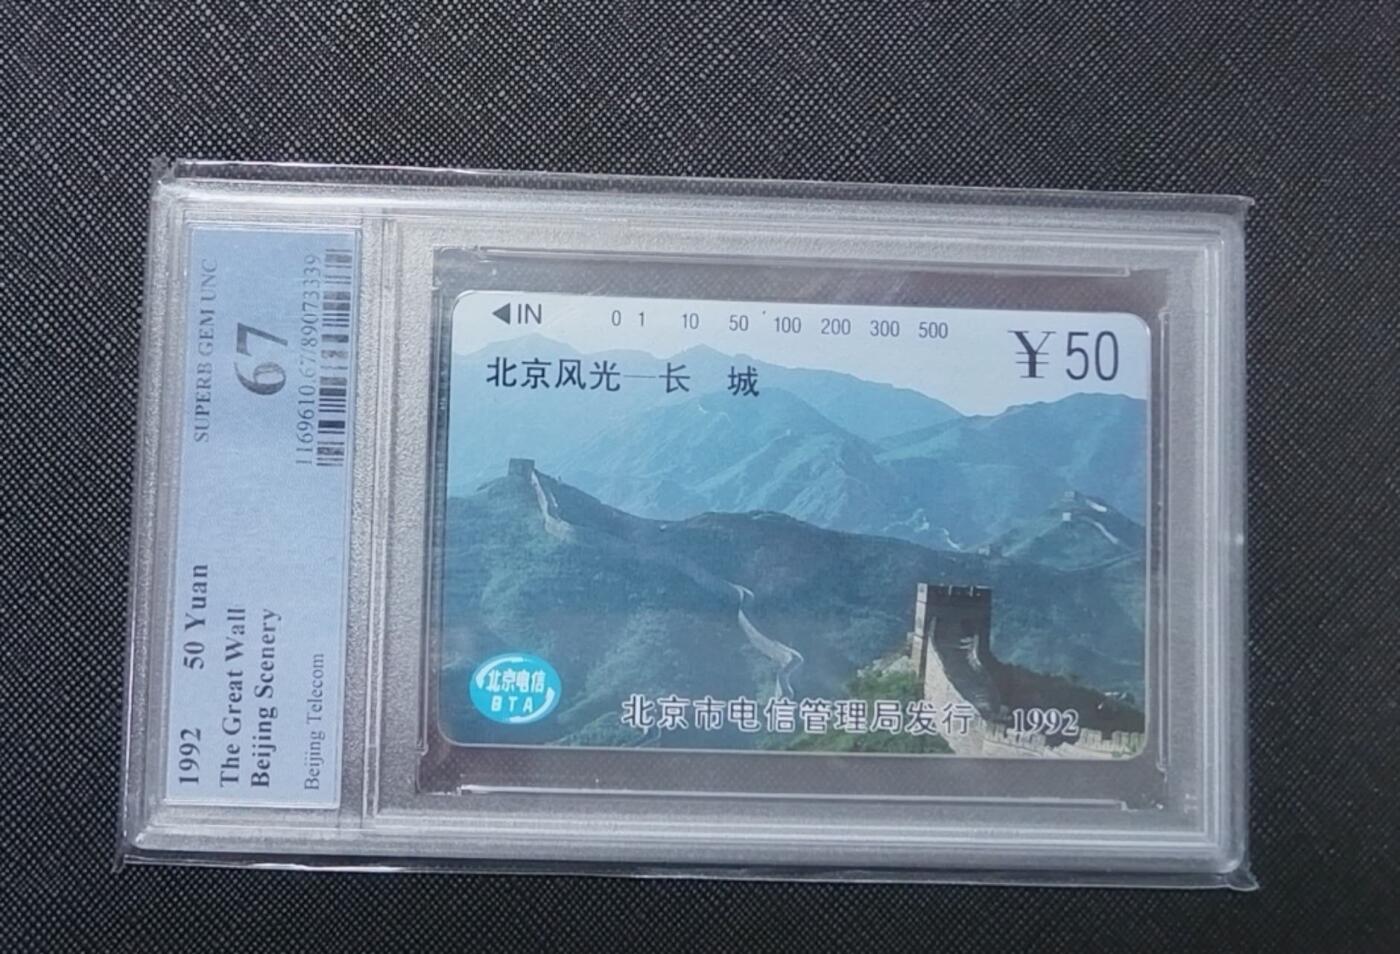 1992 50 Yuan
The Great Wall
Beijing Scenery
Beijing Telecom
SUPERB GEM UNC
67
1169610.67/89073339
◀IN
0 1 10 50 100 200 300 500
¥50
北京风光—长 城
北京电信
BTA
北京市电信管理局发行 1992